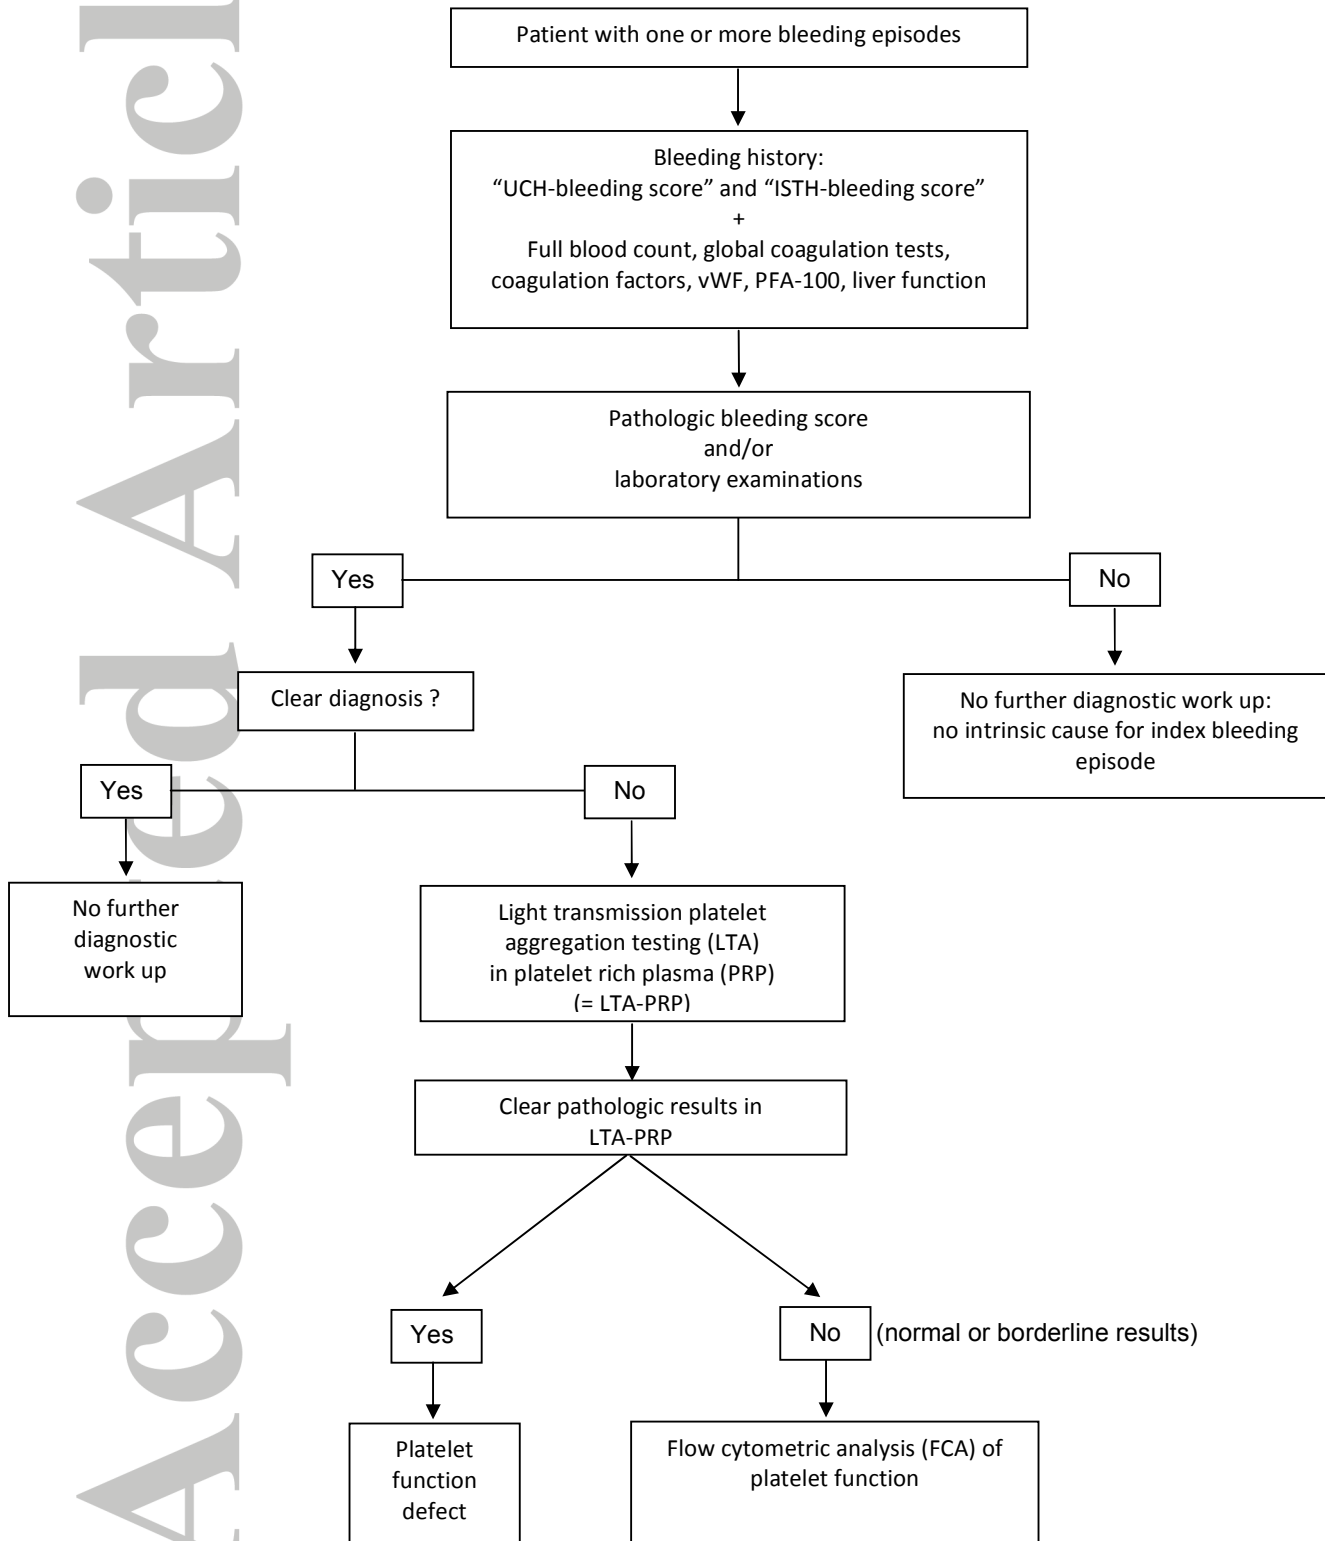 Patient with one or more bleeding episodes
Bleeding history:
“UCH-bleeding score” and “ISTH-bleeding score”
+
Full blood count, global coagulation tests,
coagulation factors, vWF, PFA-100, liver function
Pathologic bleeding score
and/or
laboratory examinations
Yes
No
Clear diagnosis ?
No further diagnostic work up:
no intrinsic cause for index bleeding
episode
Yes
No
No further
diagnostic
work up
Light transmission platelet
aggregation testing (LTA)
in platelet rich plasma (PRP)
(= LTA-PRP)
Clear pathologic results in
LTA-PRP
Yes
No (normal or borderline results)
Platelet
function
defect
Flow cytometric analysis (FCA) of
platelet function
Accepted Articl